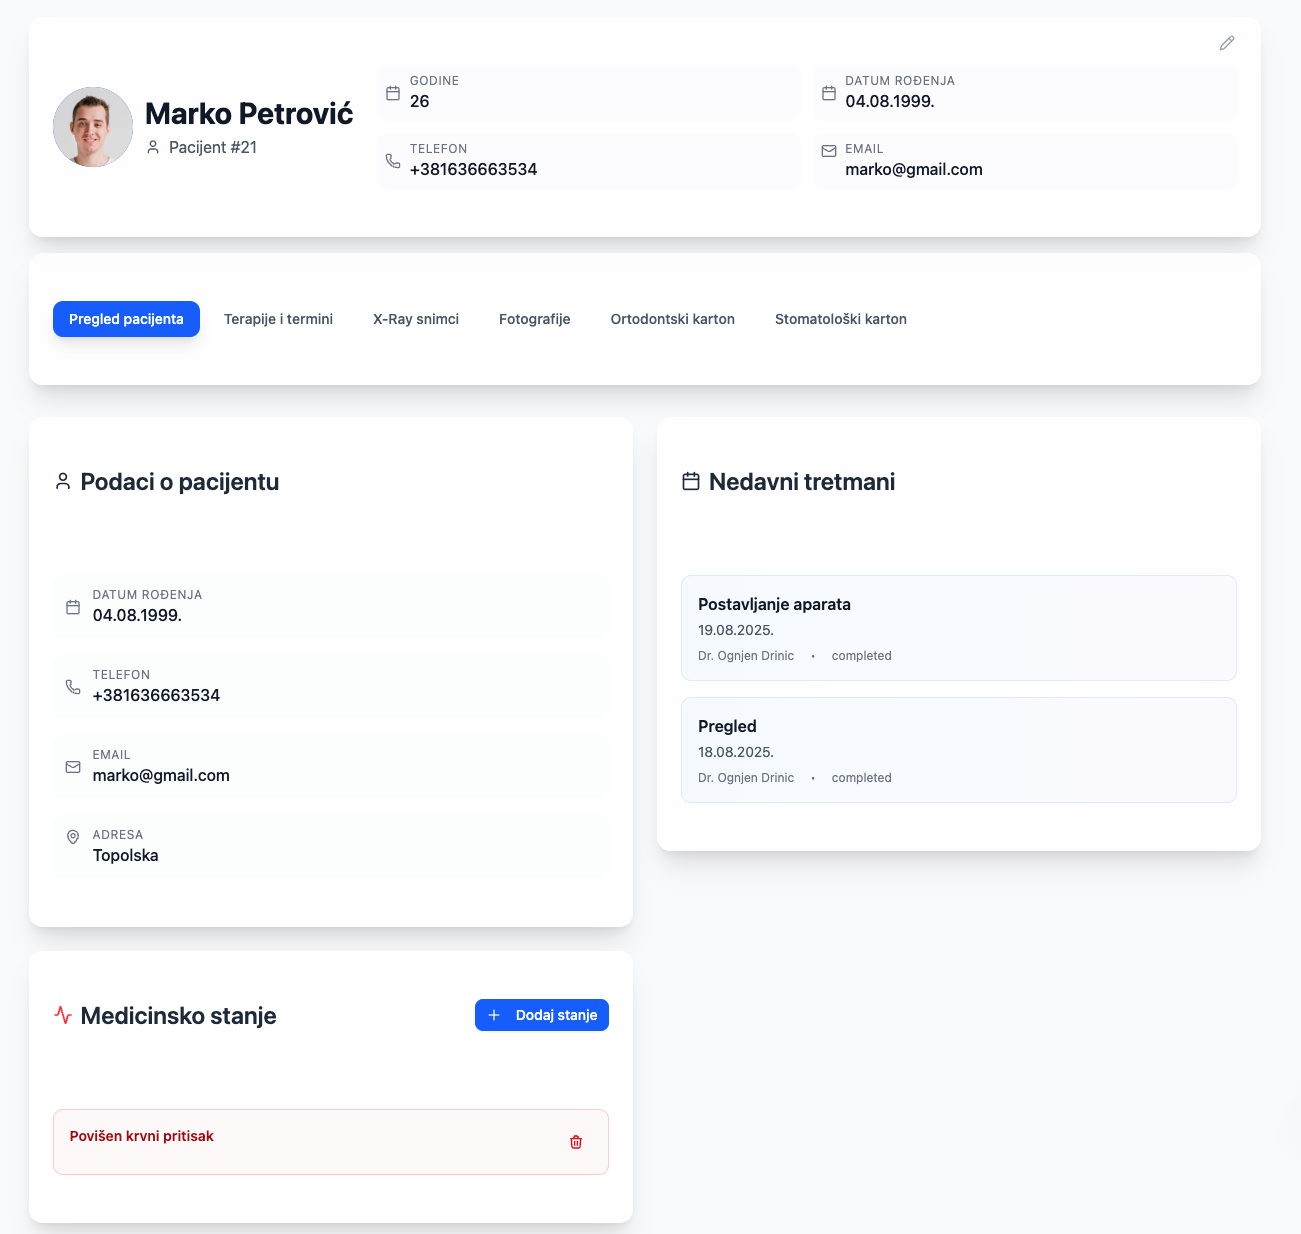 Marko Petrović
Pacijent #21
GODINE
26
DATUM ROĐENJA
04.08.1999.
TELEFON
+381636663534
EMAIL
marko@gmail.com
Pregled pacijenta
Terapije i termini
X-Ray snimci
Fotografije
Ortodontski karton
Stomatološki karton
Podaci o pacijentu
DATUM ROĐENJA
04.08.1999.
TELEFON
+381636663534
EMAIL
marko@gmail.com
ADRESA
Topolska
Nedavni tretmani
Postavljanje aparata
19.08.2025.
Dr. Ognjen Drinic • completed
Pregled
18.08.2025.
Dr. Ognjen Drinic • completed
Medicinsko stanje
Dodaj stanje
Povišen krvni pritisak